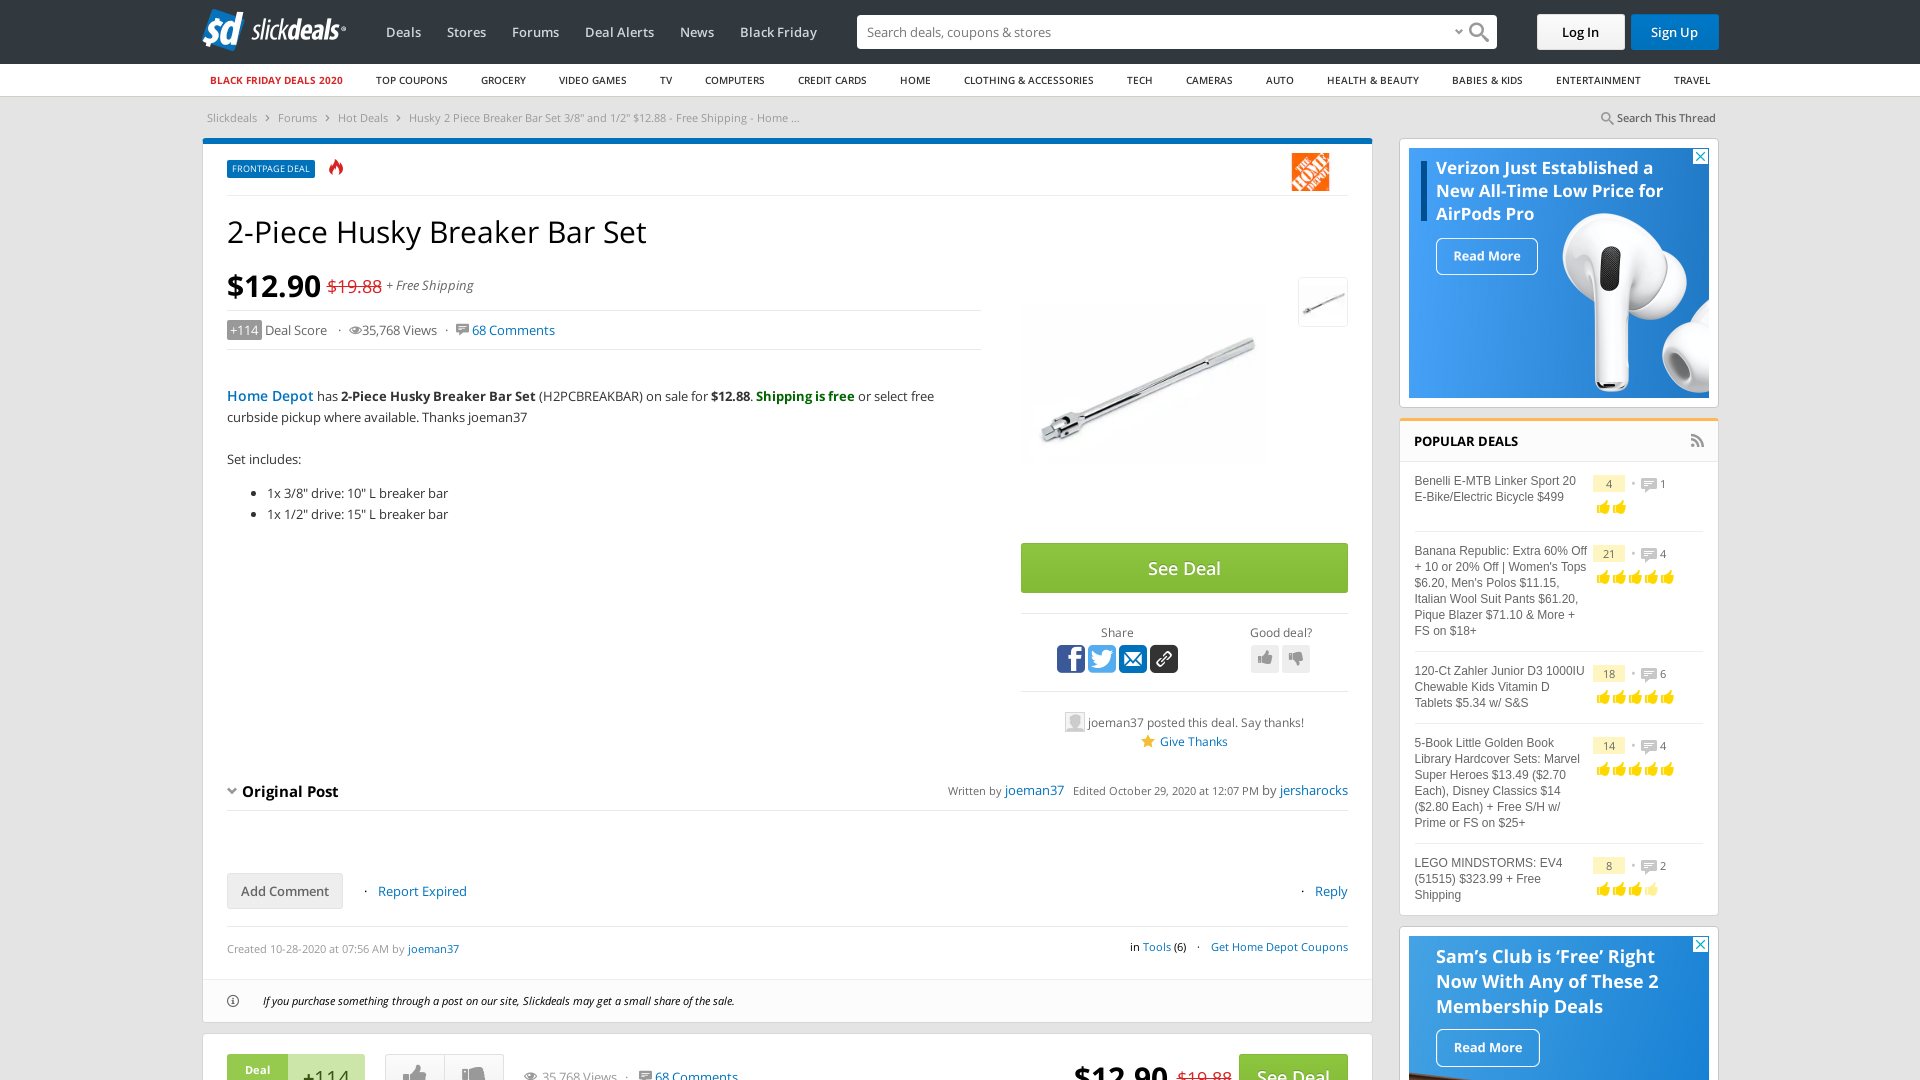 sd slickdeals
Deals Stores Forums Deal Alerts News Black Friday
Search deals, coupons & shares
Log In
Sign Up
BLACK FRIDAY DEALS 2020 TOP COUPONS GROCERY VIDEO GAMES TV COMPUTERS CREDIT CARDS HOME CLOTHING & ACCESSORIES TECH CAMERAS AUTO HEALTH & BEAUTY BABIES & KIDS ENTERTAINMENT TRAVEL
Slickdeals › Forums › Hot Deals › Husky 2 Piece Breaker Bar Set 3/8" and 1/2" $12.88 - Free Shipping - Home ...
Search This Thread
FRONTPAGE DEAL
THE HOME DEPOT
2-Piece Husky Breaker Bar Set
$12.90 $19.88 + Free Shipping
+114 Deal Score · 35,768 Views · 68 Comments
Home Depot has 2-Piece Husky Breaker Bar Set (H2PCBREAKBAR) on sale for $12.88. Shipping is free or select free
curbside pickup where available. Thanks joeman37
Set includes:
• 1x 3/8" drive: 10" L breaker bar
• 1x 1/2" drive: 15" L breaker bar
See Deal
Share
Good deal?
joeman37 posted this deal. Say thanks!
Give Thanks
Original Post
Written by joeman37 Edited October 29, 2020 at 12:07 PM by jersharocks
Add Comment
· Report Expired
· Reply
Created 10-28-2020 at 07:56 AM by joeman37
in Tools (6) · Get Home Depot Coupons
If you purchase something through a post on our site, Slickdeals may get a small share of the sale.
Deal
+114
35,768 Views · 68 Comments
$12.90 $19.88
See Deal
Verizon Just Established a
New All-Time Low Price for
AirPods Pro
Read More
POPULAR DEALS
Benelli E-MTB Linker Sport 20
E-Bike/Electric Bicycle $499
4 • 1
Banana Republic: Extra 60% Off
+ 10 or 20% Off | Women's Tops
$6.20, Men's Polos $11.15,
Italian Wool Suit Pants $61.20,
Pique Blazer $71.10 & More +
FS on $18+
21 • 4
120-Ct Zahler Junior D3 1000IU
Chewable Kids Vitamin D
Tablets $5.34 w/ S&S
18 • 6
5-Book Little Golden Book
Library Hardcover Sets: Marvel
Super Heroes $13.49 ($2.70
Each), Disney Classics $14
($2.80 Each) + Free S/H w/
Prime or FS on $25+
14 • 4
LEGO MINDSTORMS: EV4
(51515) $323.99 + Free
Shipping
8 • 2
Sam's Club is 'Free' Right
Now With Any of These 2
Membership Deals
Read More